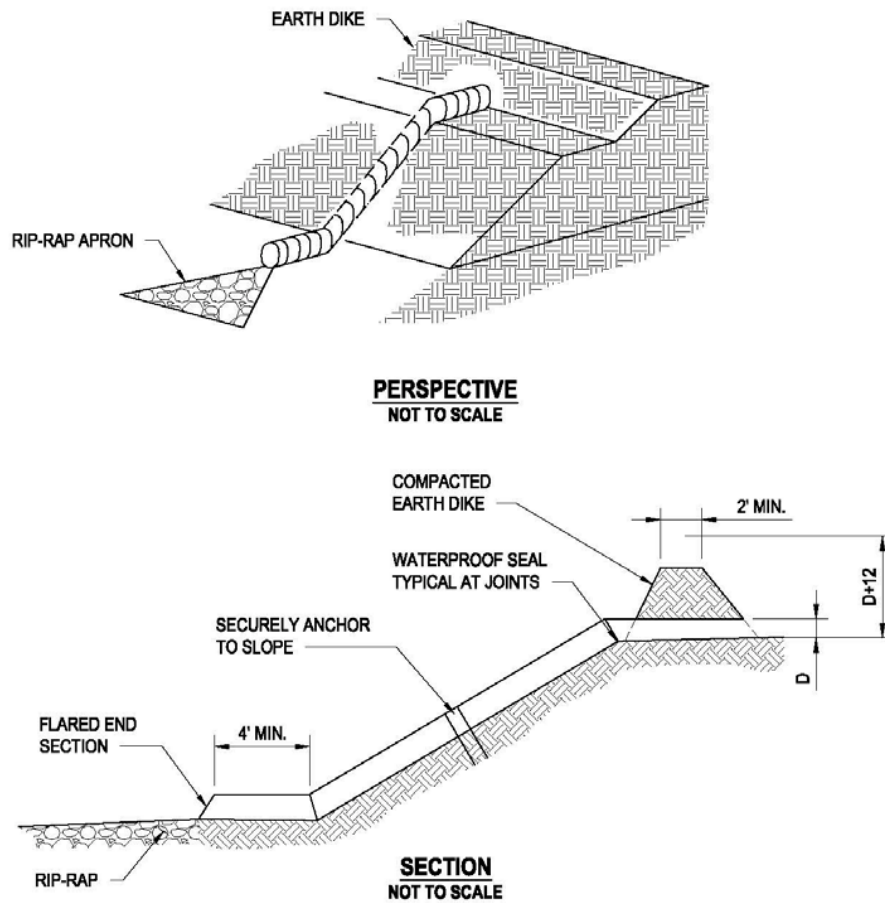 EARTH DIKE
RIP-RAP APRON
PERSPECTIVE
NOT TO SCALE
COMPACTED
EARTH DIKE
2' MIN.
WATERPROOF SEAL
TYPICAL AT JOINTS
D+12
SECURELY ANCHOR
TO SLOPE
D
FLARED END
SECTION
4' MIN.
RIP-RAP
SECTION
NOT TO SCALE